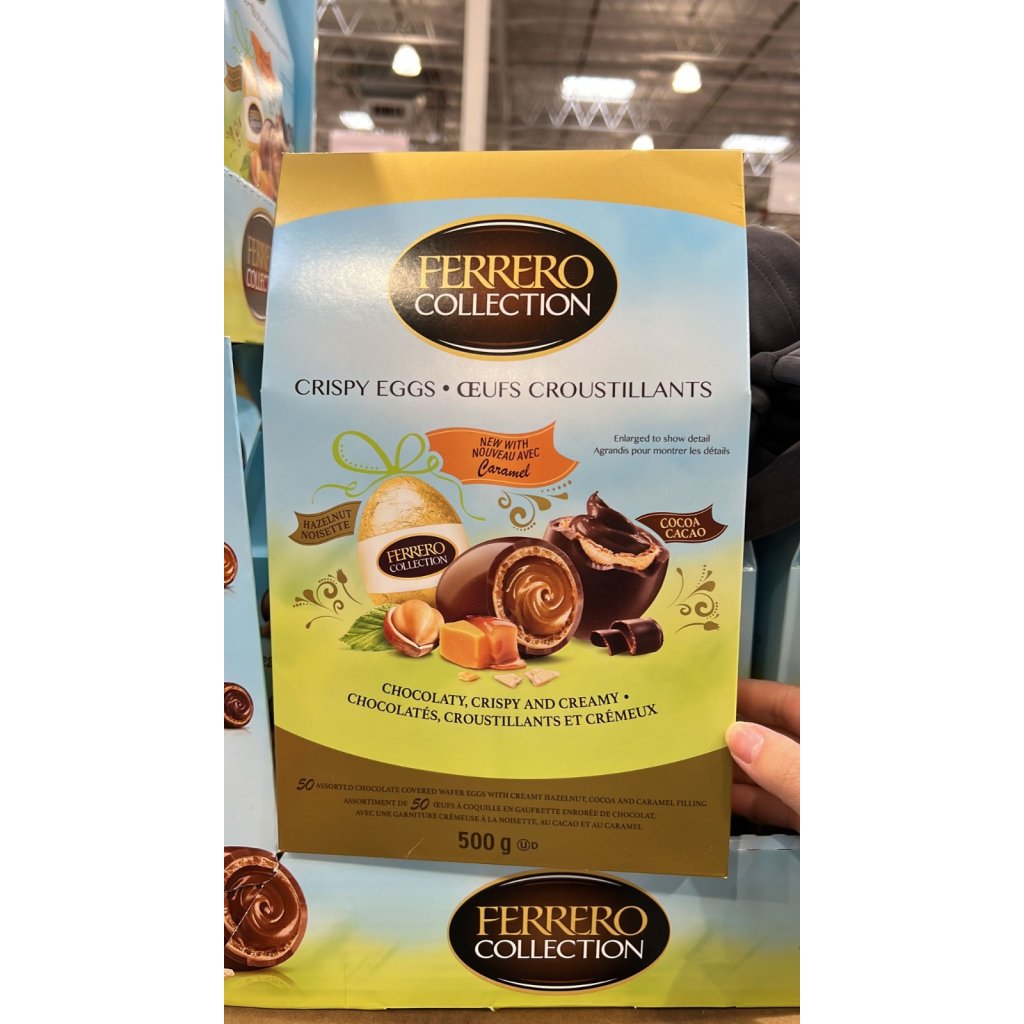 FERRERO
COLLECTION
CRISPY EGGS • ŒUFS CROUSTILLANTS
NEW WITH
NOUVEAU AVEC
Caramel
Enlarged to show detail
Agrandis pour montrer les détails
HAZELNUT
NOISETTE
COCOA
CACAO
FERRERO
COLLECTION
CHOCOLATY, CRISPY AND CREAMY •
CHOCOLATÉS, CROUSTILLANTS ET CRÉMEUX
50 ASSORTED CHOCOLATE COVERED WAFER EGGS WITH CREAMY HAZELNUT, COCOA AND CARAMEL FILLING
ASSORTIMENT DE 50 ŒUFS À COQUILLE EN GAUFRETTE ENROBÉE DE CHOCOLAT,
AVEC UNE GARNITURE CRÉMEUSE À LA NOISETTE, AU CACAO ET AU CARAMEL
500 g Ⓤ D
FERRERO
COLLECTION